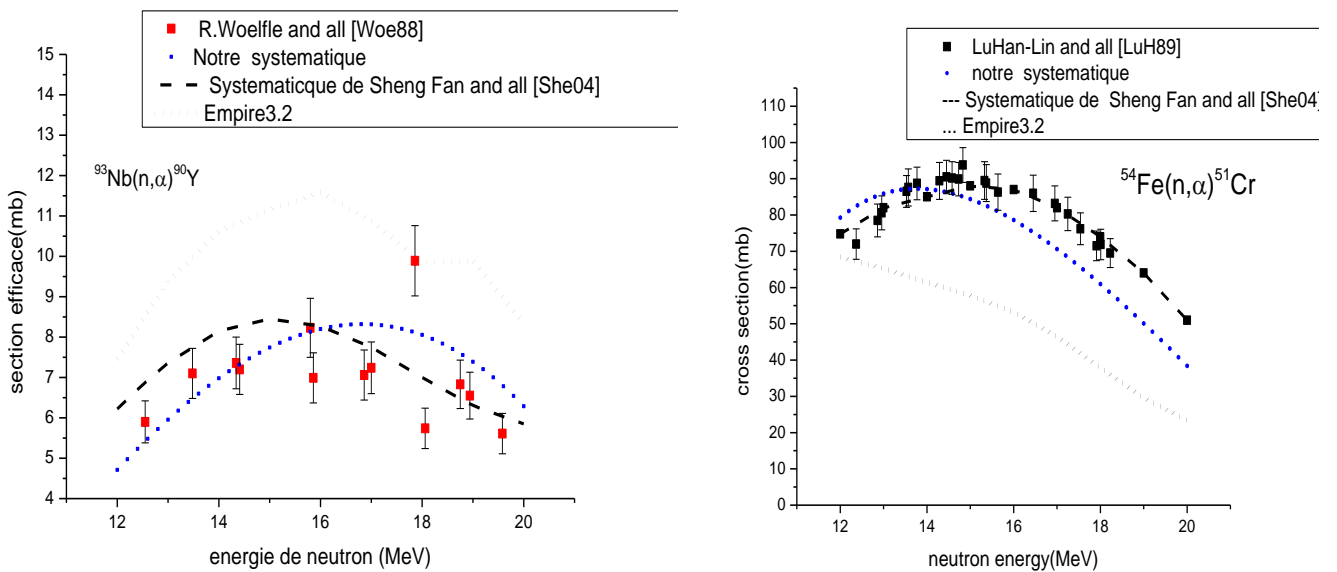 R.Woelfle and all [Woe88]
Notre systematique
Systematicque de Sheng Fan and all [She04]
Empire3.2
15
14
13
12
11
10
9
8
7
6
5
4
section efficace(mb)
⁹³Nb(n,α)⁹⁰Y
12 14 16 18 20
energie de neutron (MeV)
LuHan-Lin and all [LuH89]
notre systematique
Systematique de Sheng Fan and all [She04]
... Empire3.2
110
100
90
80
70
60
50
40
30
20
10
0
cross section(mb)
⁵⁴Fe(n,α)⁵¹Cr
12 14 16 18 20
neutron energy(MeV)